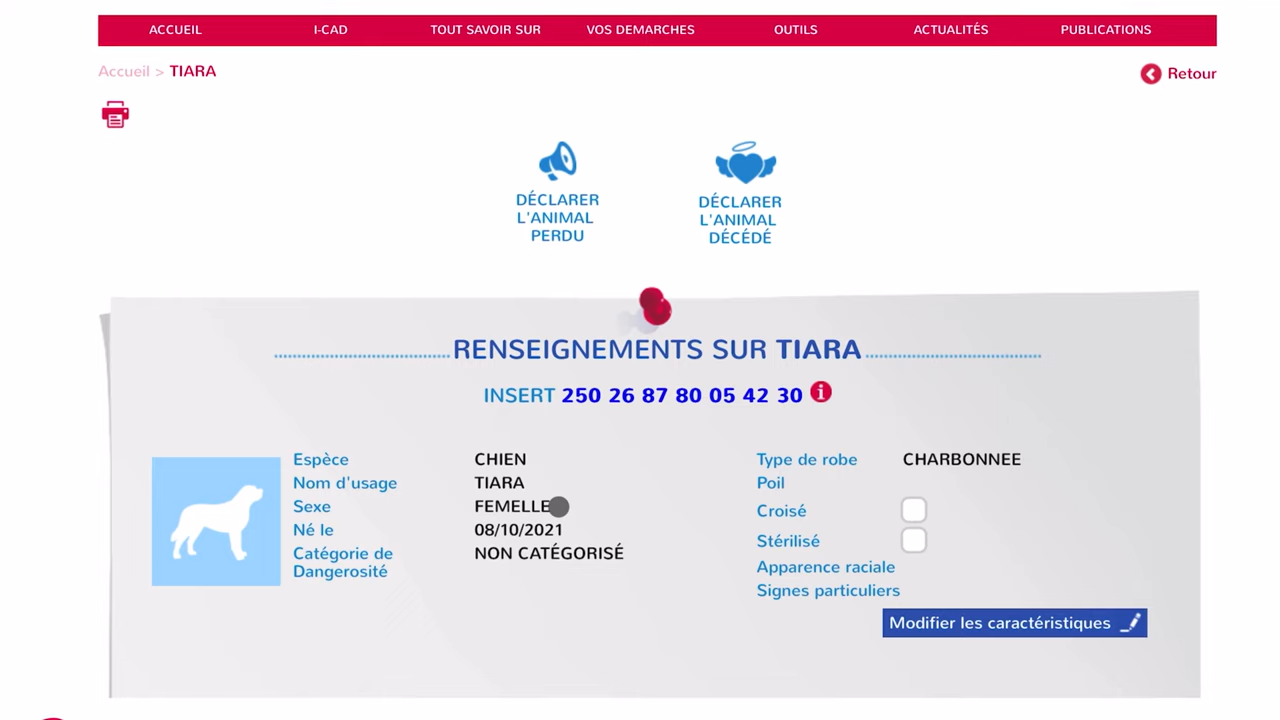 ACCUEIL I-CAD TOUT SAVOIR SUR VOS DEMARCHES OUTILS ACTUALITÉS PUBLICATIONS
Accueil > TIARA
Retour
DÉCLARER
L'ANIMAL
PERDU
DÉCLARER
L'ANIMAL
DÉCÉDÉ
RENSEIGNEMENTS SUR TIARA
INSERT 250 26 87 80 05 42 30
Espèce CHIEN
Nom d'usage TIARA
Sexe FEMELLE
Né le 08/10/2021
Catégorie de NON CATÉGORISÉ
Dangerosité
Type de robe CHARBONNEE
Poil
Croisé
Stérilisé
Apparence raciale
Signes particuliers
Modifier les caractéristiques